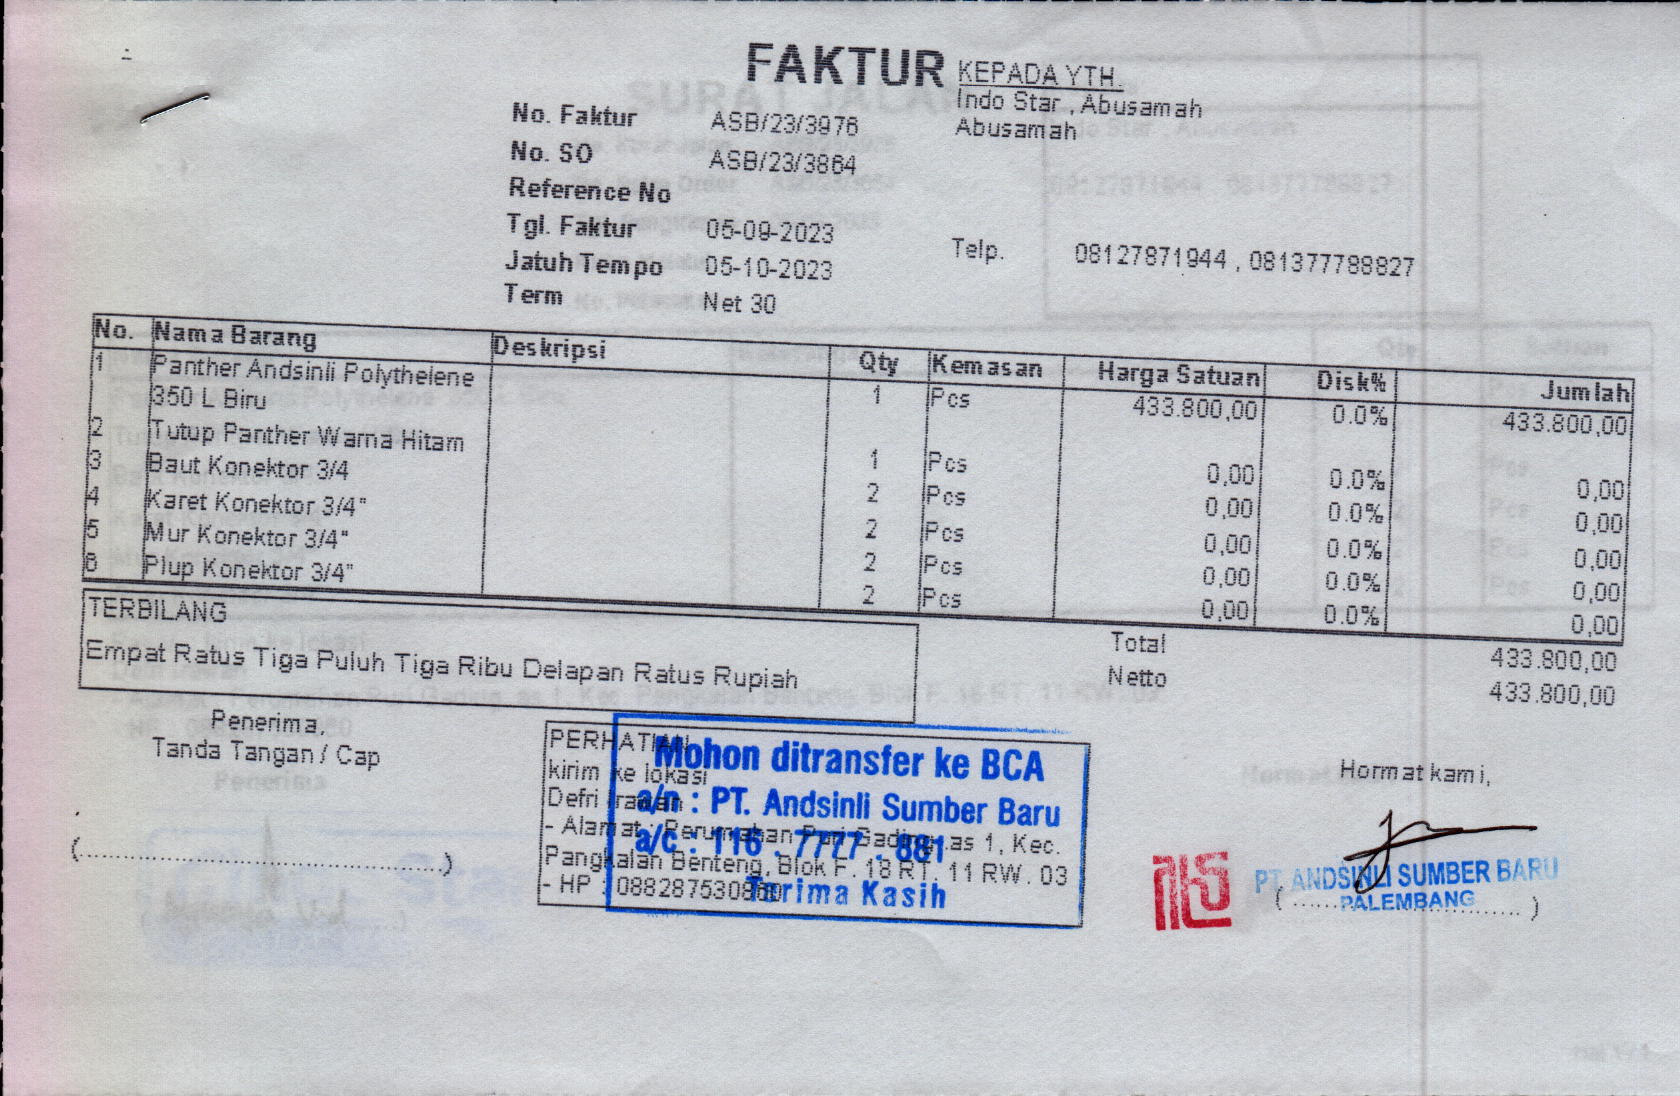 FAKTUR
KEPADA YTH.
Indo Star , Abusamah
Abusamah
No. Faktur ASB/23/3976
No. SO ASB/23/3864
Reference No
Tgl. Faktur 05-09-2023
Jatuh Tempo 05-10-2023
Term Net 30
Telp. 08127871944 , 081377788827
No. Nama Barang Deskripsi Qty Kemasan Harga Satuan Disk% Jumlah
1 Panther Andsinli Polythelene 350 L Biru 1 Pcs 433.800,00 0.0% 433.800,00
2 Tutup Panther Warna Hitam 1 Pcs 0,00 0.0% 0,00
3 Baut Konektor 3/4 2 Pcs 0,00 0.0% 0,00
4 Karet Konektor 3/4" 2 Pcs 0,00 0.0% 0,00
5 Mur Konektor 3/4" 2 Pcs 0,00 0.0% 0,00
6 Plup Konektor 3/4" 2 Pcs 0,00 0.0% 0,00
TERBILANG
Empat Ratus Tiga Puluh Tiga Ribu Delapan Ratus Rupiah
Total 433.800,00
Netto 433.800,00
Penerima,
Tanda Tangan / Cap
PERHATIAN
kirim ke lokasi
Defri Irawan
- Alamat : Perumahan Puri Gading .as 1, Kec.
Pangkalan Benteng, Blok F. 18 RT. 11 RW. 03
- HP : 088287530860
Mohon ditransfer ke BCA
a/n : PT. Andsinli Sumber Baru
a/c : 116 . 7777 . 881
Terima Kasih
Hormat kami,
PT ANDSINLI SUMBER BARU
PALEMBANG